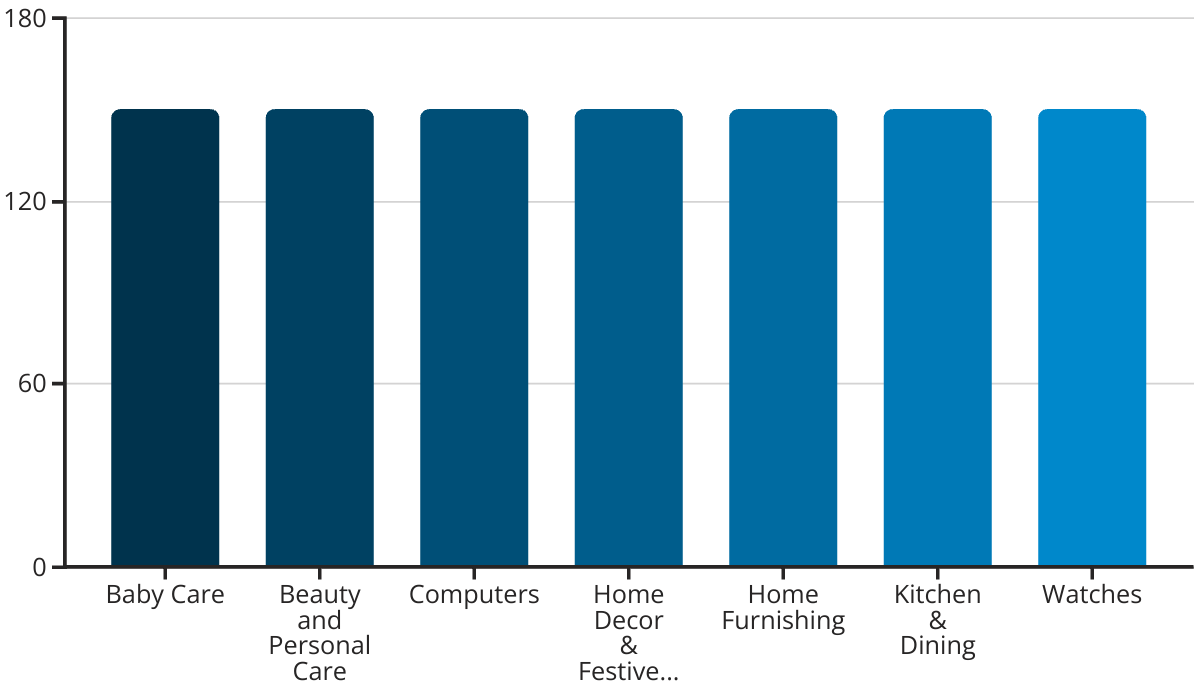 180
120
60
0
Baby Care
Beauty
and
Personal
Care
Computers
Home
Decor
&
Festive...
Home
Furnishing
Kitchen
&
Dining
Watches